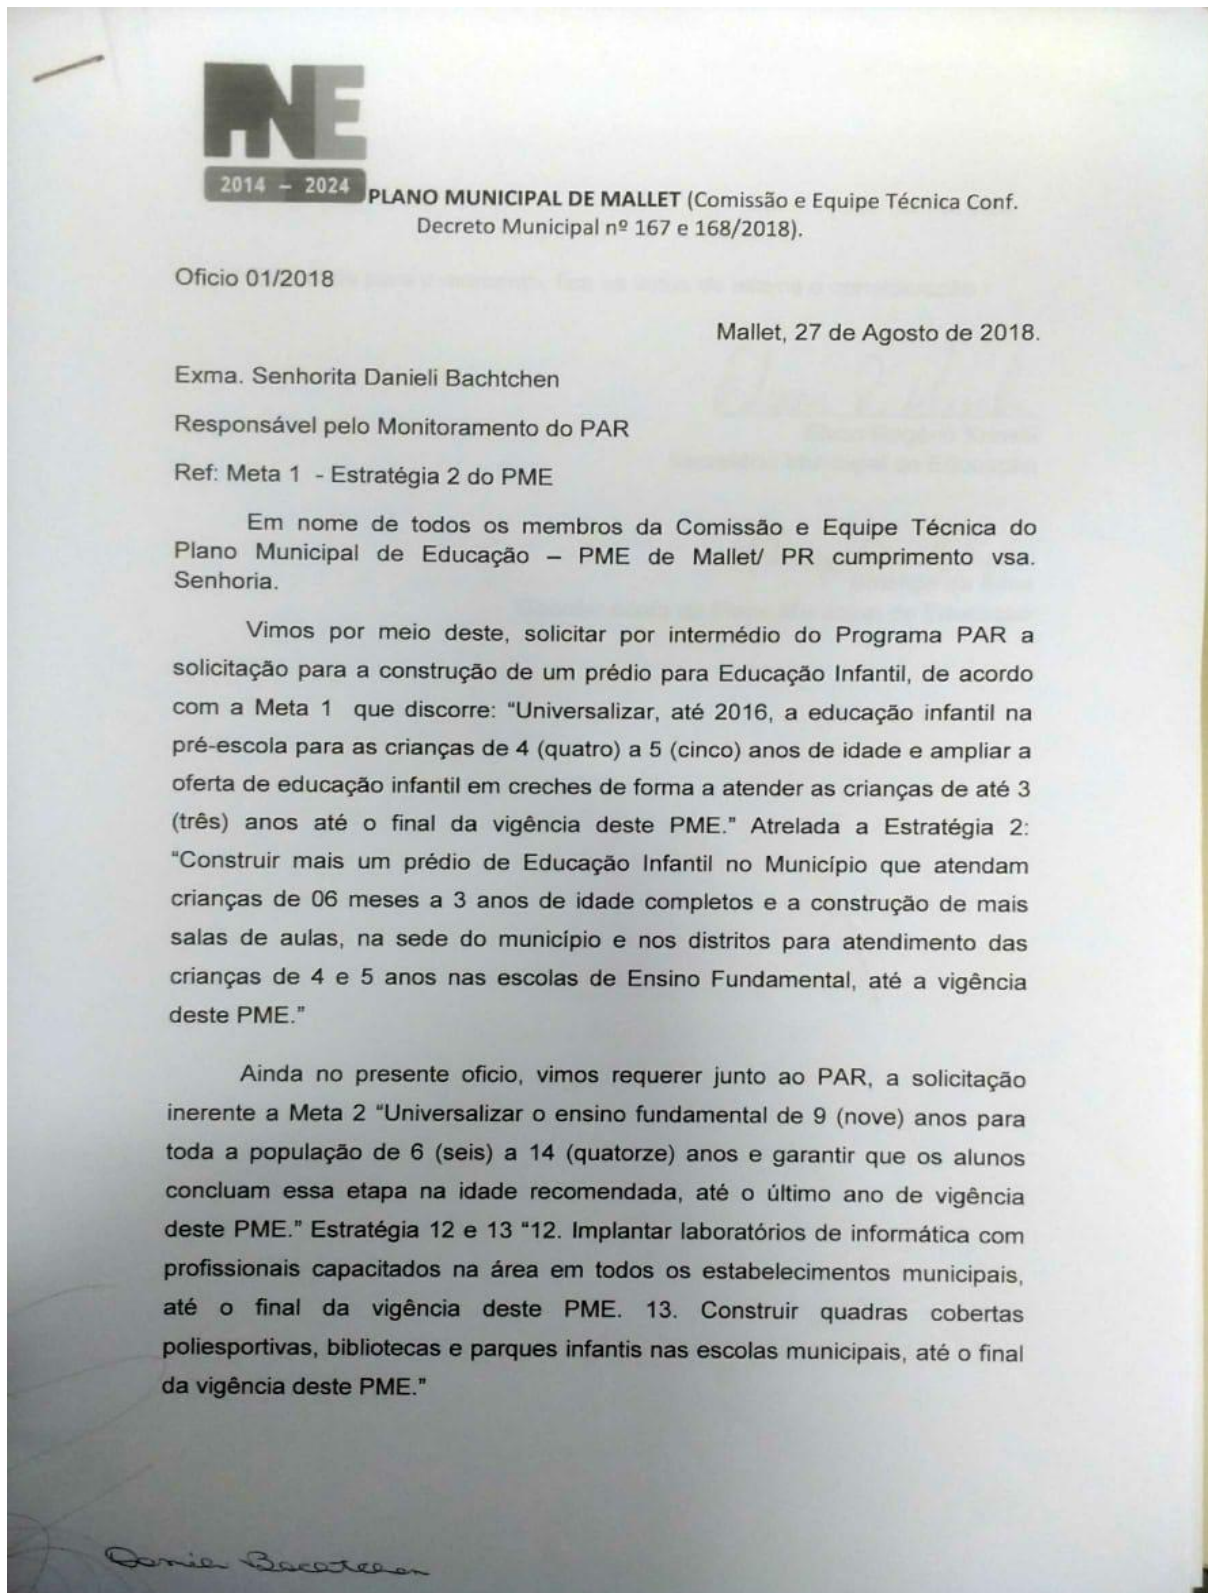 PNE
2014 – 2024
PLANO MUNICIPAL DE MALLET (Comissão e Equipe Técnica Conf.
Decreto Municipal nº 167 e 168/2018).
Oficio 01/2018
Mallet, 27 de Agosto de 2018.
Exma. Senhorita Danieli Bachtchen
Responsável pelo Monitoramento do PAR
Ref: Meta 1 - Estratégia 2 do PME
Em nome de todos os membros da Comissão e Equipe Técnica do
Plano Municipal de Educação – PME de Mallet/ PR cumprimento vsa.
Senhoria.
Vimos por meio deste, solicitar por intermédio do Programa PAR a
solicitação para a construção de um prédio para Educação Infantil, de acordo
com a Meta 1 que discorre: “Universalizar, até 2016, a educação infantil na
pré-escola para as crianças de 4 (quatro) a 5 (cinco) anos de idade e ampliar a
oferta de educação infantil em creches de forma a atender as crianças de até 3
(três) anos até o final da vigência deste PME.” Atrelada a Estratégia 2:
“Construir mais um prédio de Educação Infantil no Município que atendam
crianças de 06 meses a 3 anos de idade completos e a construção de mais
salas de aulas, na sede do município e nos distritos para atendimento das
crianças de 4 e 5 anos nas escolas de Ensino Fundamental, até a vigência
deste PME.”
Ainda no presente oficio, vimos requerer junto ao PAR, a solicitação
inerente a Meta 2 “Universalizar o ensino fundamental de 9 (nove) anos para
toda a população de 6 (seis) a 14 (quatorze) anos e garantir que os alunos
concluam essa etapa na idade recomendada, até o último ano de vigência
deste PME.” Estratégia 12 e 13 “12. Implantar laboratórios de informática com
profissionais capacitados na área em todos os estabelecimentos municipais,
até o final da vigência deste PME. 13. Construir quadras cobertas
poliesportivas, bibliotecas e parques infantis nas escolas municipais, até o final
da vigência deste PME.”